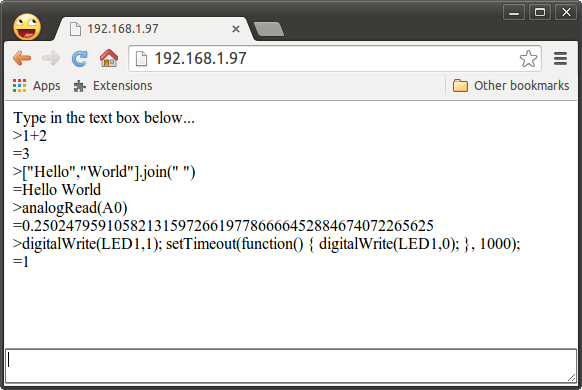 192.168.1.97
192.168.1.97
Apps Extensions Other bookmarks
Type in the text box below...
>1+2
=3
>["Hello","World"].join(" ")
=Hello World
>analogRead(A0)
=0.25024795910582131597266197786666452884674072265625
>digitalWrite(LED1,1); setTimeout(function() { digitalWrite(LED1,0); }, 1000);
=1